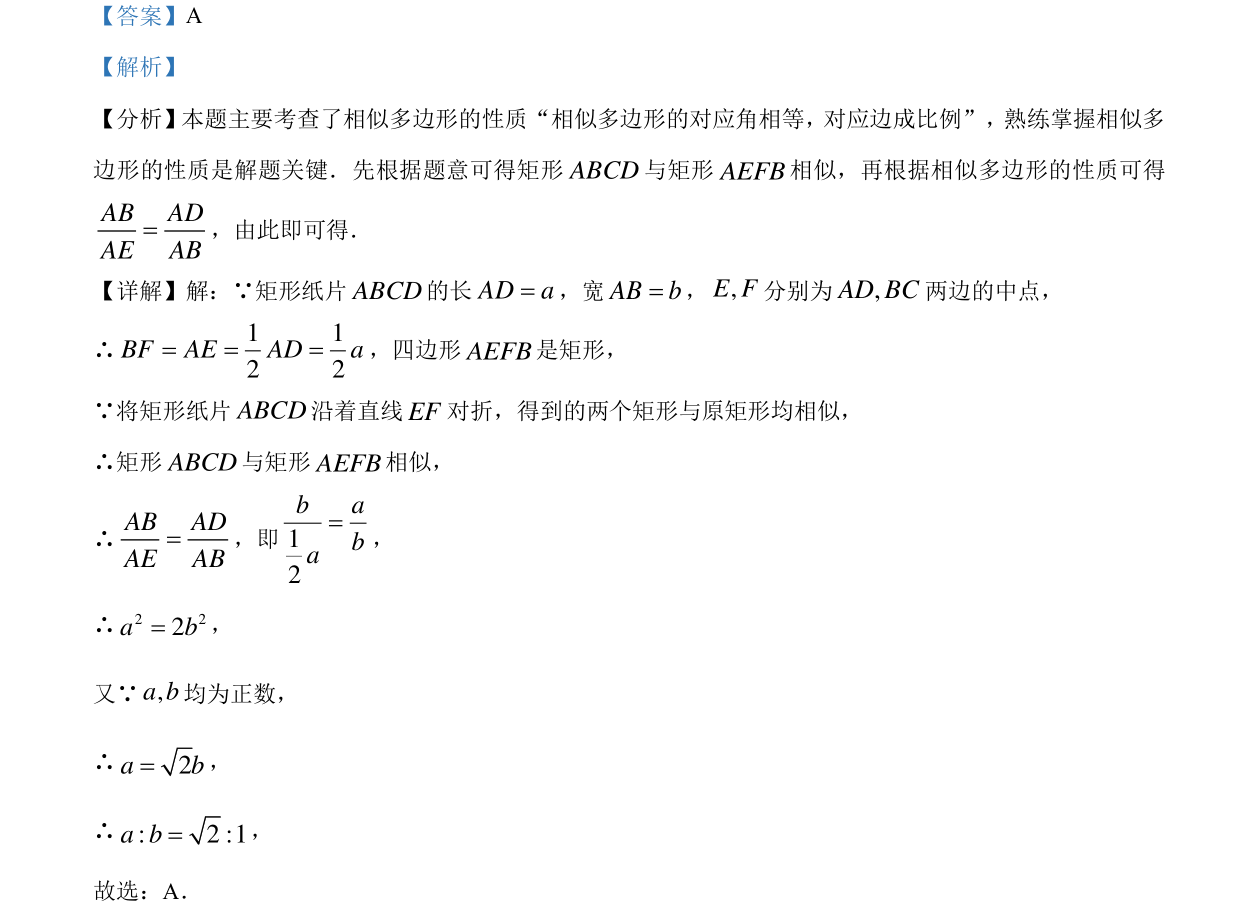 【答案】A
【解析】
【分析】本题主要考查了相似多边形的性质“相似多边形的对应角相等，对应边成比例”，熟练掌握相似多
边形的性质是解题关键．先根据题意可得矩形 ABCD 与矩形 AEFB 相似，再根据相似多边形的性质可得
AB/AE = AD/AB，由此即可得．
【详解】解：∵矩形纸片 ABCD 的长 AD = a，宽 AB = b，E,F 分别为 AD,BC 两边的中点，
∴ BF = AE = 1/2 AD = 1/2 a，四边形 AEFB 是矩形，
∵将矩形纸片 ABCD 沿着直线 EF 对折，得到的两个矩形与原矩形均相似，
∴矩形 ABCD 与矩形 AEFB 相似，
∴ AB/AE = AD/AB，即 b/(1/2 a) = a/b，
∴ a² = 2b²，
又∵ a,b 均为正数，
∴ a = √2b，
∴ a:b = √2:1，
故选：A．